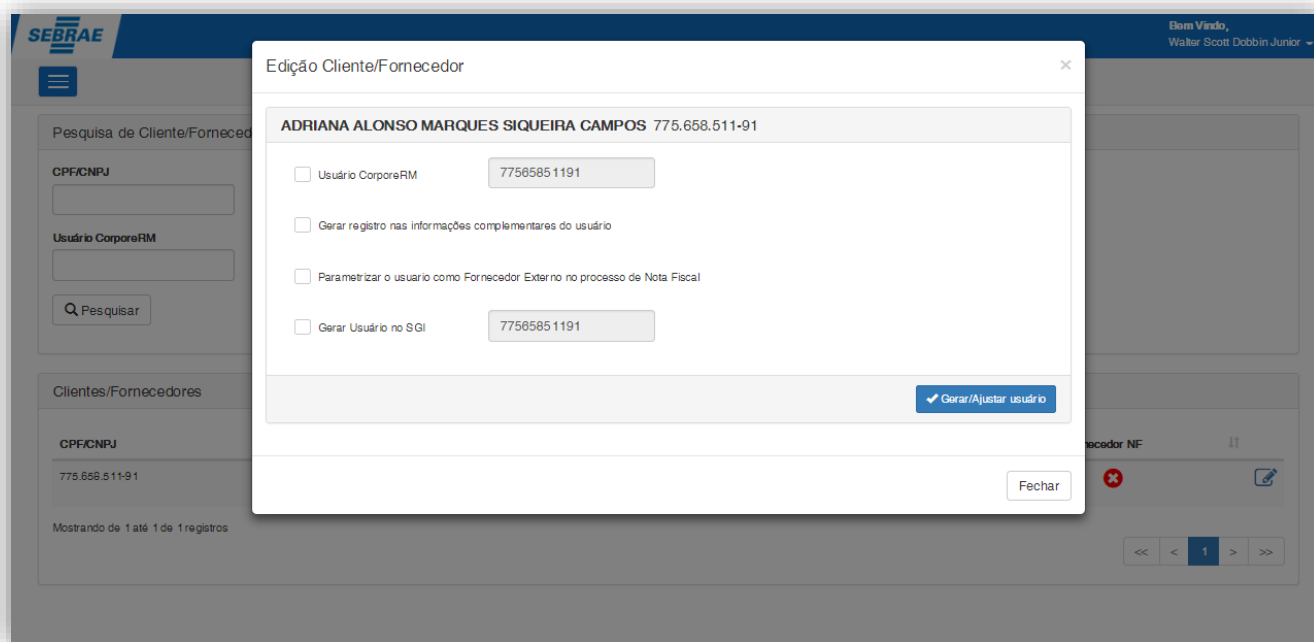 SEBRAE
Bem Vindo,
Walter Scott Dobbin Junior
Edição Cliente/Fornecedor
×
Pesquisa de Cliente/Forneced
ADRIANA ALONSO MARQUES SIQUEIRA CAMPOS 775.658.511-91
CPF/CNPJ
Usuário CorporeRM 77565851191
Gerar registro nas informações complementares do usuário
Usuário CorporeRM
Parametrizar o usuario como Fornecedor Externo no processo de Nota Fiscal
Pesquisar
Gerar Usuário no SGI 77565851191
Clientes/Fornecedores
Gerar/Ajustar usuário
CPF/CNPJ
necedor NF
775.658.511-91
Fechar
Mostrando de 1 até 1 de 1 registros
<< < 1 > >>